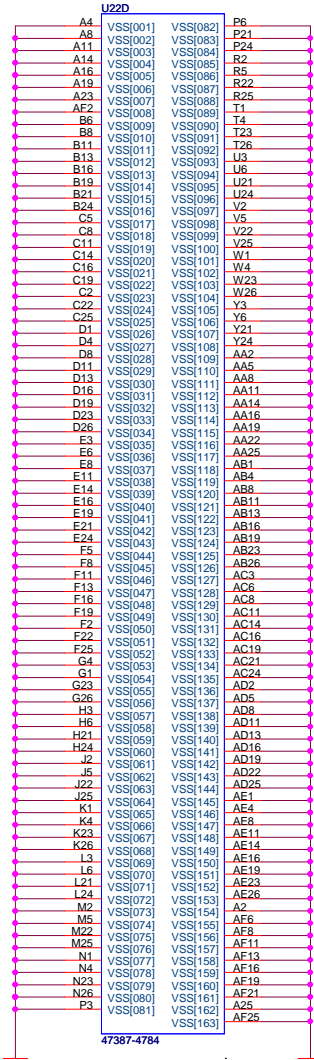 U22D
A4 VSS[001] VSS[082] P6
A8 VSS[002] VSS[083] P21
A11 VSS[003] VSS[084] P24
A14 VSS[004] VSS[085] R2
A16 VSS[005] VSS[086] R5
A19 VSS[006] VSS[087] R22
A23 VSS[007] VSS[088] R25
AF2 VSS[008] VSS[089] T1
B6 VSS[009] VSS[090] T4
B8 VSS[010] VSS[091] T23
B11 VSS[011] VSS[092] T26
B13 VSS[012] VSS[093] U3
B16 VSS[013] VSS[094] U6
B19 VSS[014] VSS[095] U21
B21 VSS[015] VSS[096] U24
B24 VSS[016] VSS[097] V2
C5 VSS[017] VSS[098] V5
C8 VSS[018] VSS[099] V22
C11 VSS[019] VSS[100] V25
C14 VSS[020] VSS[101] W1
C16 VSS[021] VSS[102] W4
C19 VSS[022] VSS[103] W23
C2 VSS[023] VSS[104] W26
C22 VSS[024] VSS[105] Y3
C25 VSS[025] VSS[106] Y6
D1 VSS[026] VSS[107] Y21
D4 VSS[027] VSS[108] Y24
D8 VSS[028] VSS[109] AA2
D11 VSS[029] VSS[110] AA5
D13 VSS[030] VSS[111] AA8
D16 VSS[031] VSS[112] AA11
D19 VSS[032] VSS[113] AA14
D23 VSS[033] VSS[114] AA16
D26 VSS[034] VSS[115] AA19
E3 VSS[035] VSS[116] AA22
E6 VSS[036] VSS[117] AA25
E8 VSS[037] VSS[118] AB1
E11 VSS[038] VSS[119] AB4
E14 VSS[039] VSS[120] AB8
E16 VSS[040] VSS[121] AB11
E19 VSS[041] VSS[122] AB13
E21 VSS[042] VSS[123] AB16
E24 VSS[043] VSS[124] AB19
F5 VSS[044] VSS[125] AB23
F8 VSS[045] VSS[126] AB26
F11 VSS[046] VSS[127] AC3
F13 VSS[047] VSS[128] AC6
F16 VSS[048] VSS[129] AC8
F19 VSS[049] VSS[130] AC11
F2 VSS[050] VSS[131] AC14
F22 VSS[051] VSS[132] AC16
F25 VSS[052] VSS[133] AC19
G4 VSS[053] VSS[134] AC21
G1 VSS[054] VSS[135] AC24
G23 VSS[055] VSS[136] AD2
G26 VSS[056] VSS[137] AD5
H3 VSS[057] VSS[138] AD8
H6 VSS[058] VSS[139] AD11
H21 VSS[059] VSS[140] AD13
H24 VSS[060] VSS[141] AD16
J2 VSS[061] VSS[142] AD19
J5 VSS[062] VSS[143] AD22
J22 VSS[063] VSS[144] AD25
J25 VSS[064] VSS[145] AE1
K1 VSS[065] VSS[146] AE4
K4 VSS[066] VSS[147] AE8
K23 VSS[067] VSS[148] AE11
K26 VSS[068] VSS[149] AE14
L3 VSS[069] VSS[150] AE16
L6 VSS[070] VSS[151] AE19
L21 VSS[071] VSS[152] AE23
L24 VSS[072] VSS[153] AE26
M2 VSS[073] VSS[154] A2
M5 VSS[074] VSS[155] AF6
M22 VSS[075] VSS[156] AF8
M25 VSS[076] VSS[157] AF11
N1 VSS[077] VSS[158] AF13
N4 VSS[078] VSS[159] AF16
N23 VSS[079] VSS[160] AF19
N26 VSS[080] VSS[161] AF21
P3 VSS[081] VSS[162] A25
VSS[163] AF25
47387-4784